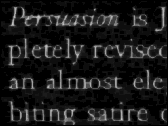 Persuasion is J
pletely revised
an almost ele
biting satire